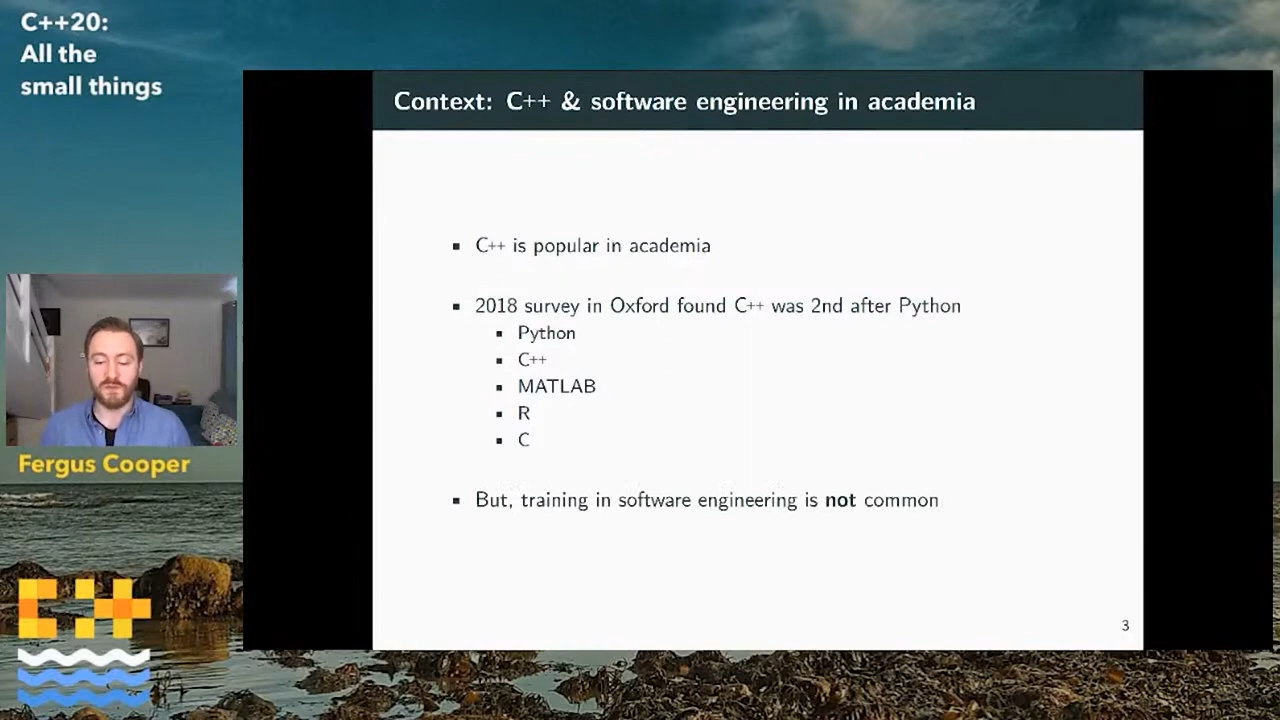 C++20:
All the
small things
Context: C++ & software engineering in academia
▪ C++ is popular in academia
▪ 2018 survey in Oxford found C++ was 2nd after Python
▪ Python
▪ C++
▪ MATLAB
▪ R
▪ C
▪ But, training in software engineering is not common
3
Fergus Cooper
C++